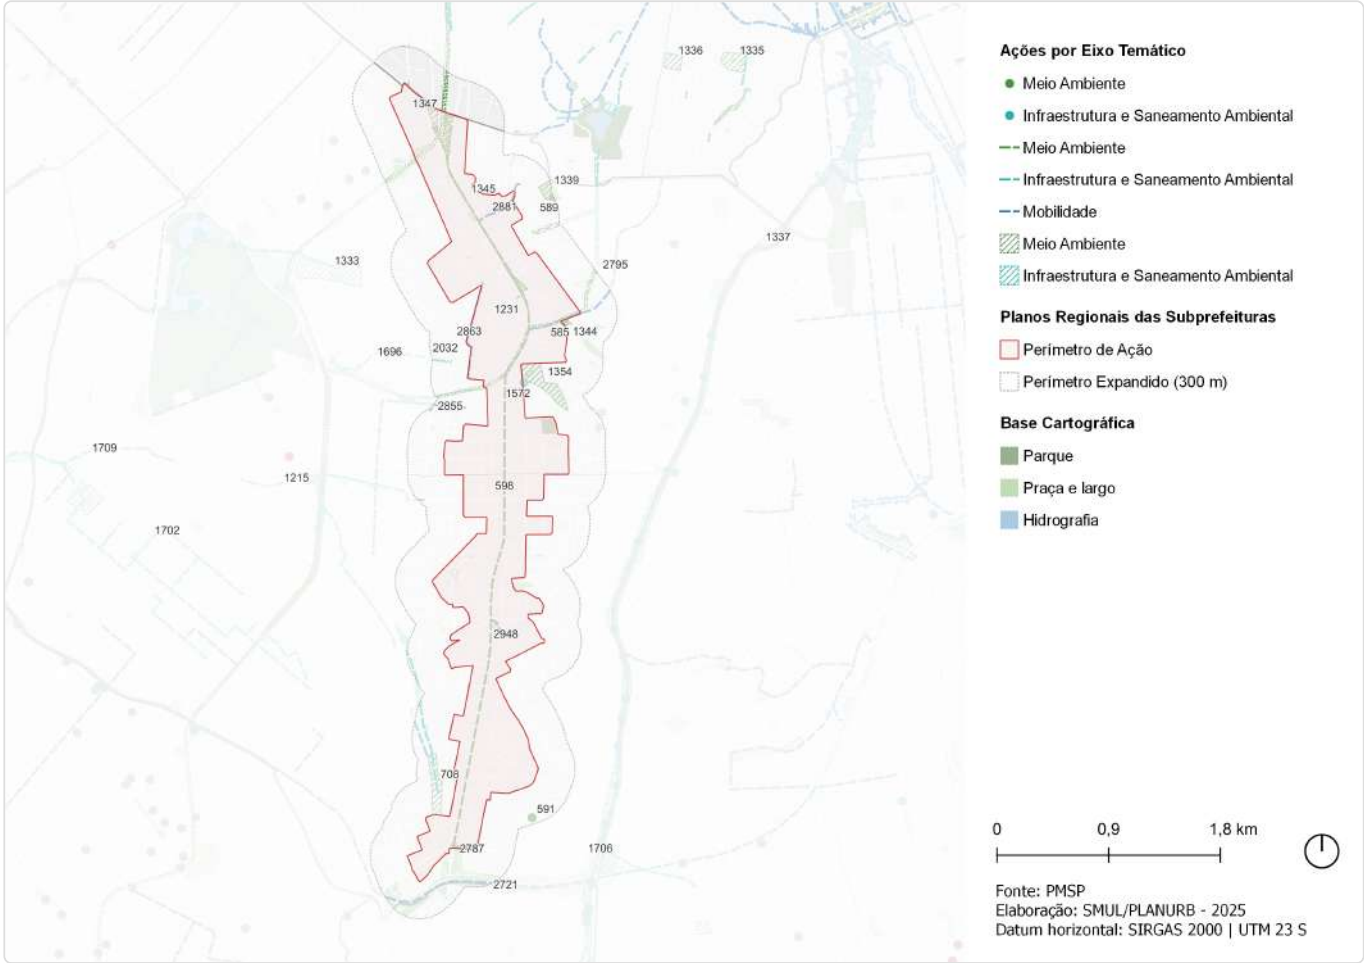 1336
1335
1347
1345
1339
2881
589
1337
1333
2795
1231
2863
585
1344
2032
1696
1354
1572
2855
1709
1215
598
1702
2948
708
591
2787
1706
2721
Ações por Eixo Temático
Meio Ambiente
Infraestrutura e Saneamento Ambiental
Meio Ambiente
Infraestrutura e Saneamento Ambiental
Mobilidade
Meio Ambiente
Infraestrutura e Saneamento Ambiental
Planos Regionais das Subprefeituras
Perímetro de Ação
Perímetro Expandido (300 m)
Base Cartográfica
Parque
Praça e largo
Hidrografia
0 0,9 1,8 km
Fonte: PMSP
Elaboração: SMUL/PLANURB - 2025
Datum horizontal: SIRGAS 2000 | UTM 23 S